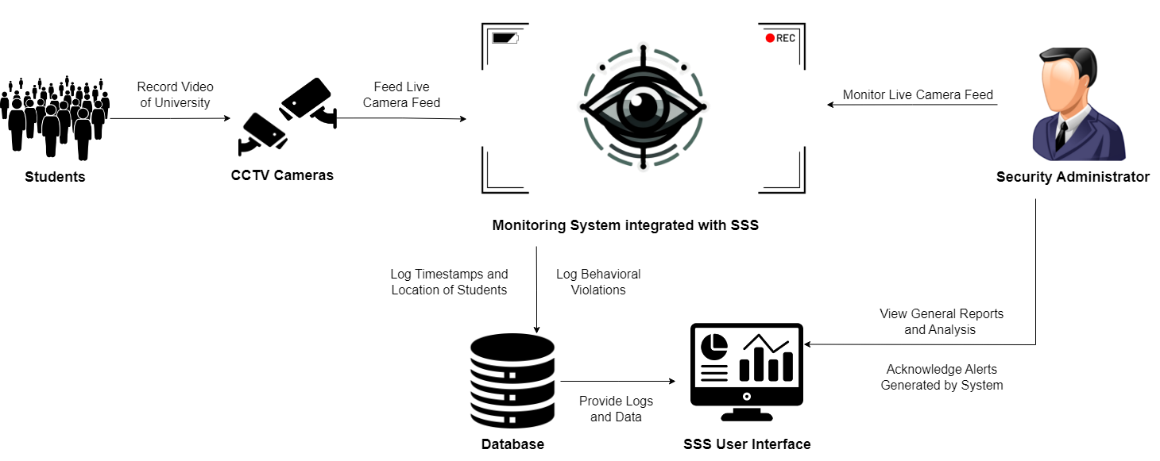 REC
Record Video
of University
Feed Live
Camera Feed
Monitor Live Camera Feed
Students
CCTV Cameras
Security Administrator
Monitoring System integrated with SSS
Log Timestamps and
Location of Students
Log Behavioral
Violations
View General Reports
and Analysis
Acknowledge Alerts
Generated by System
Provide Logs
and Data
Database
SSS User Interface